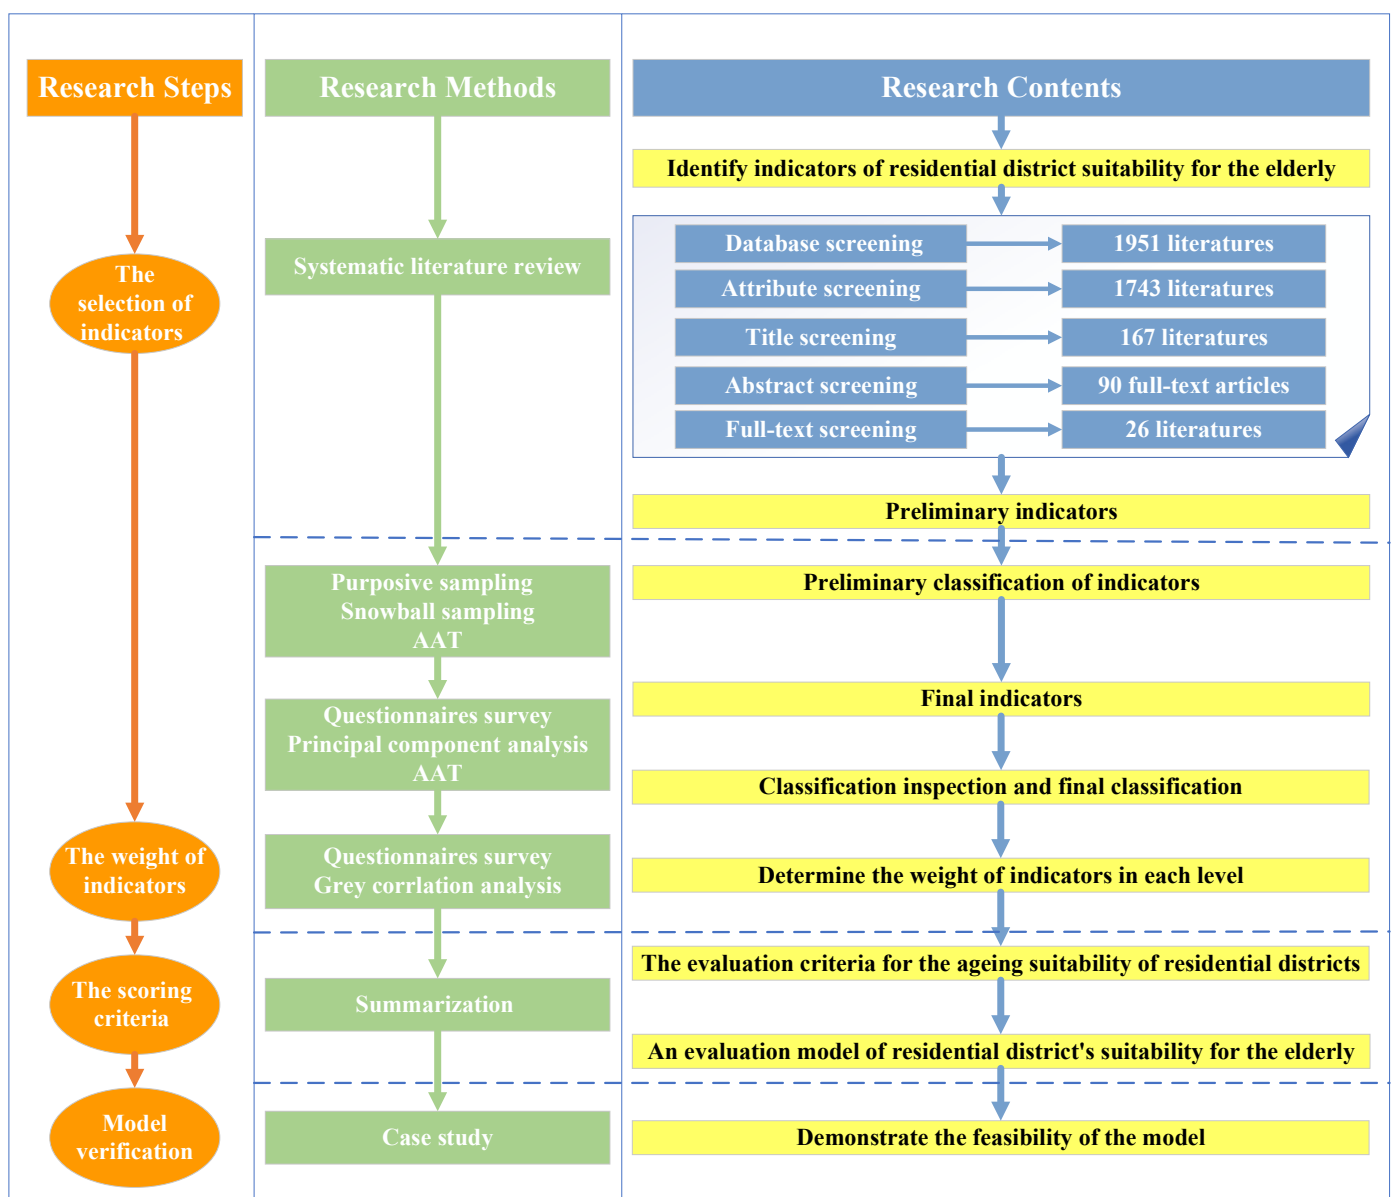 Research Steps
Research Methods
Research Contents
Identify indicators of residential district suitability for the elderly
Database screening
1951 literatures
Attribute screening
1743 literatures
Title screening
167 literatures
Abstract screening
90 full-text articles
Full-text screening
26 literatures
The
selection of
indicators
Systematic literature review
Preliminary indicators
Purposive sampling
Snowball sampling
AAT
Preliminary classification of indicators
Questionnaires survey
Principal component analysis
AAT
Final indicators
Classification inspection and final classification
The weight of
indicators
Questionnaires survey
Grey corrlation analysis
Determine the weight of indicators in each level
The scoring
criteria
Summarization
The evaluation criteria for the ageing suitability of residential districts
An evaluation model of residential district's suitability for the elderly
Model
verification
Case study
Demonstrate the feasibility of the model